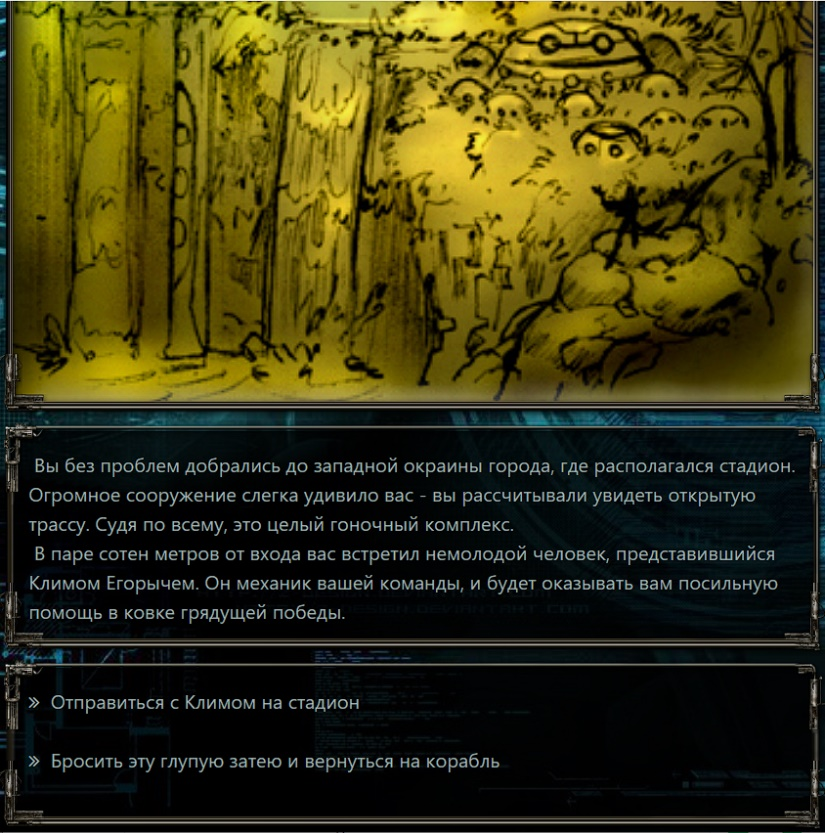 Вы без проблем добрались до западной окраины города, где располагался стадион.
Огромное сооружение слегка удивило вас - вы рассчитывали увидеть открытую
трассу. Судя по всему, это целый гоночный комплекс.
В паре сотен метров от входа вас встретил немолодой человек, представившийся
Климом Егорычем. Он механик вашей команды, и будет оказывать вам посильную
помощь в ковке грядущей победы.
» Отправиться с Климом на стадион
» Бросить эту глупую затею и вернуться на корабль